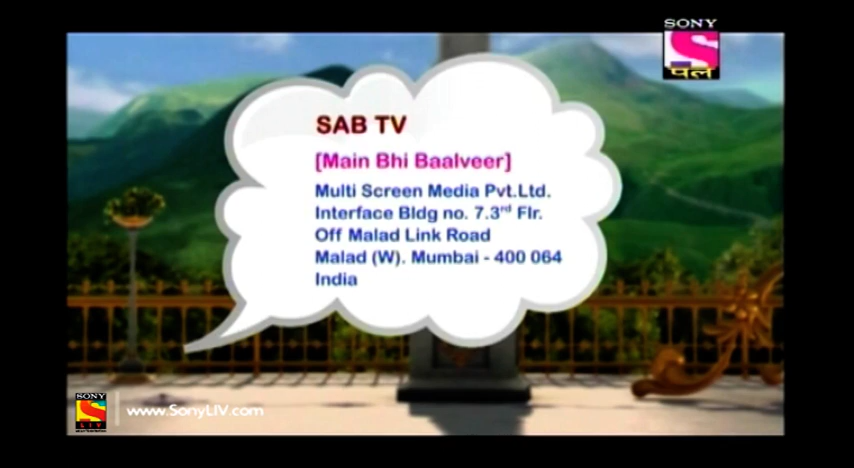 SONY
S
पल
SAB TV
[Main Bhi Baalveer]
Multi Screen Media Pvt.Ltd.
Interface Bldg no. 7.3rd Flr.
Off Malad Link Road
Malad (W). Mumbai - 400 064
India
SONY
S
LIV
www.SonyLIV.com